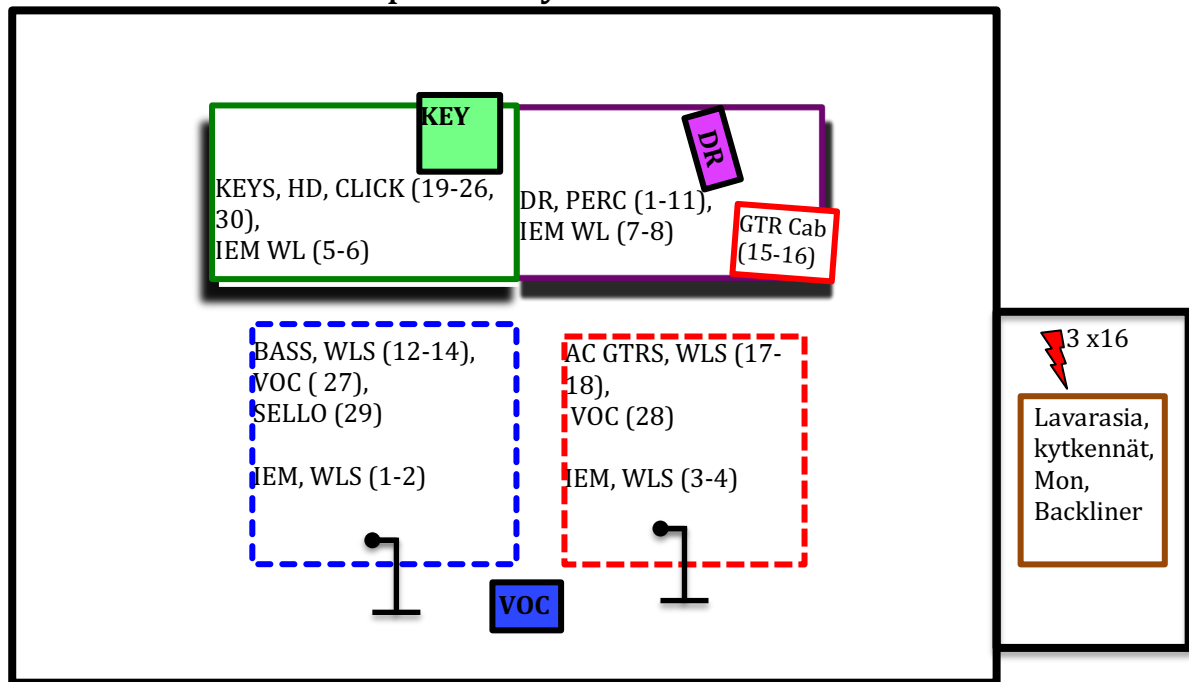 KEY
KEYS, HD, CLICK (19-26,
30),
IEM WL (5-6)
DR
DR, PERC (1-11),
IEM WL (7-8)
GTR Cab
(15-16)
BASS, WLS (12-14),
VOC ( 27),
SELLO (29)
IEM, WLS (1-2)
AC GTRS, WLS (17-
18),
VOC (28)
IEM, WLS (3-4)
VOC
3 x16
Lavarasia,
kytkennät,
Mon,
Backliner